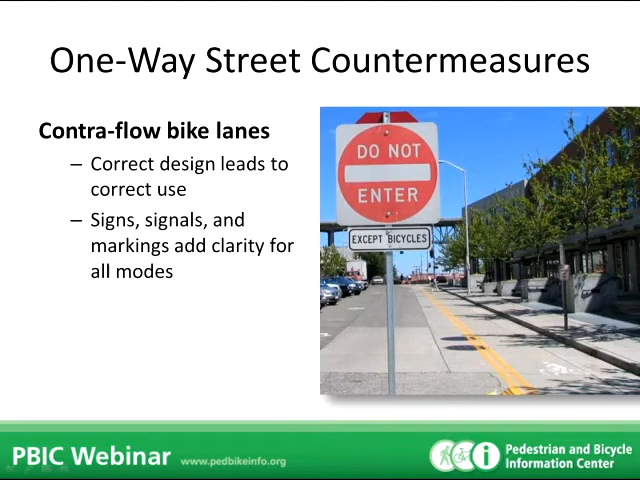 One-Way Street Countermeasures
Contra-flow bike lanes
– Correct design leads to
correct use
– Signs, signals, and
markings add clarity for
all modes
DO NOT
ENTER
EXCEPT BICYCLES
PBIC Webinar
www.pedbikeinfo.org
Pedestrian and Bicycle
Information Center